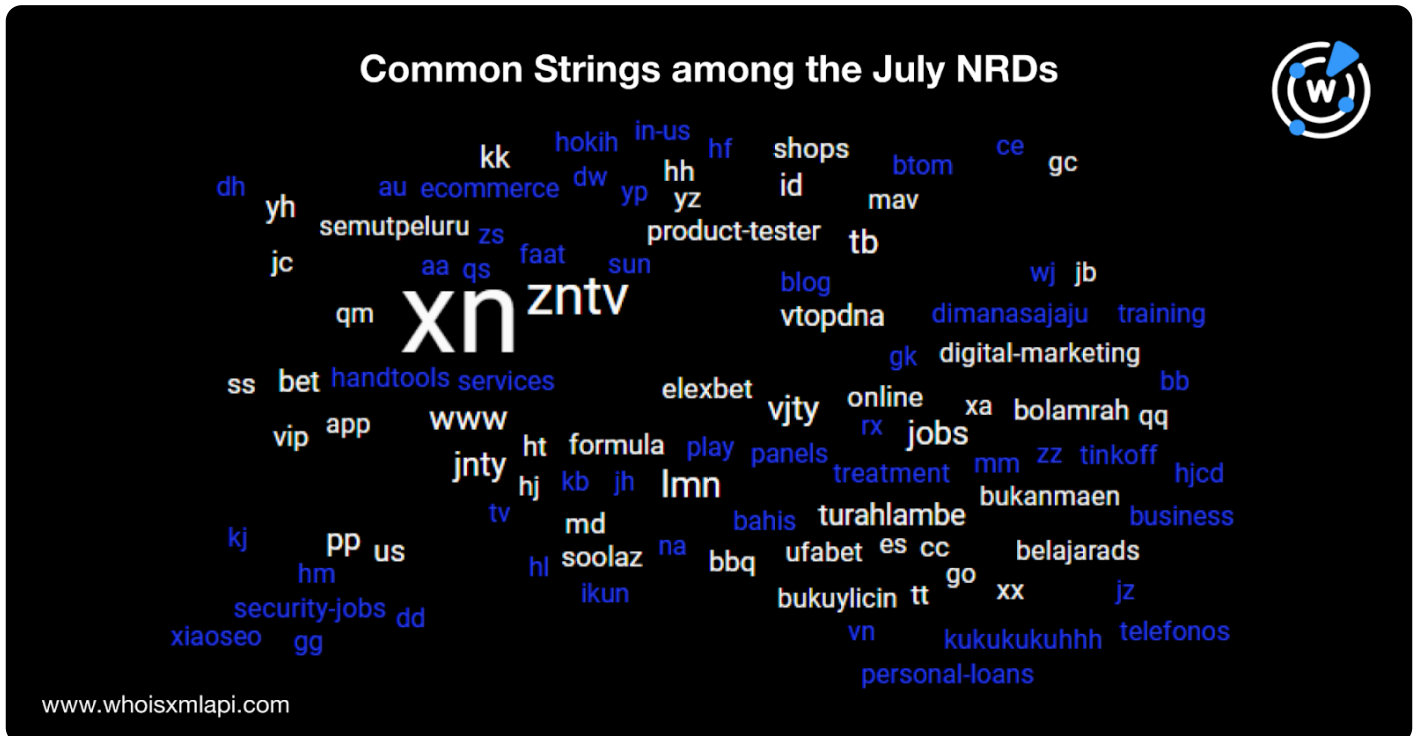 Common Strings among the July NRDs
W
in-us
hokih hf shops ce
kk hh btom gc
dh au ecommerce dw yp yz id mav
yh
semutpeluru zs product-tester tb
jc aa qs faat sun wj jb
blog
qm xn zntv vtopdna dimanasajaju training
gk digital-marketing
ss bet handtools services elexbet online bb
vip app www vjty rx jobs xa bolamrah qq
ht formula play panels zz tinkoff
jnty hj kb jh lmn treatment mm hjcd
bukanmaen
tv md bahis turahlambe business
kj pp us soolaz na bbq ufabet es cc belajarads
hm hl ikun go
bukuylicin tt xx jz
security-jobs dd
xiaoseo gg vn kukukukuhhh telefonos
personal-loans
www.whoisxmlapi.com